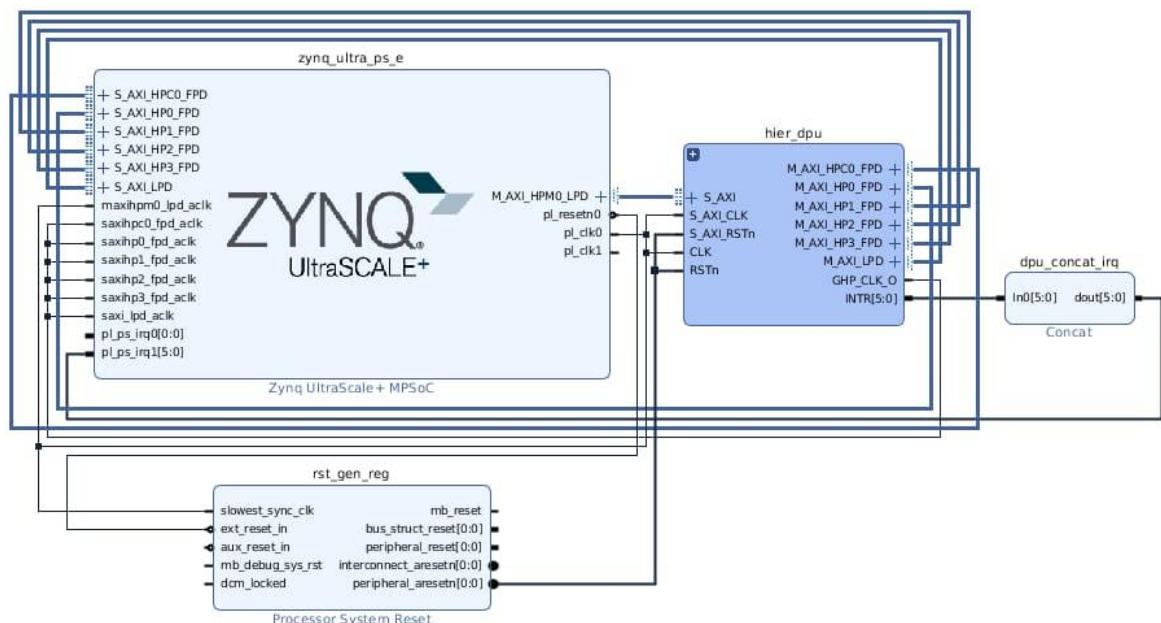 zynq_ultra_ps_e
S_AXI_HPC0_FPD
S_AXI_HP0_FPD
S_AXI_HP1_FPD
S_AXI_HP2_FPD
S_AXI_HP3_FPD
S_AXI_LPD
maxihpm0_lpd_aclk
saxihpc0_fpd_aclk
saxihp0_fpd_aclk
saxihp1_fpd_aclk
saxihp2_fpd_aclk
saxihp3_fpd_aclk
saxi_lpd_aclk
pl_ps_irq0[0:0]
pl_ps_irq1[5:0]
ZYNQ
UltraSCALE+
M_AXI_HPM0_LPD
pl_resetn0
pl_clk0
pl_clk1
Zynq UltraScale+ MPSoC
hier_dpu
S_AXI
S_AXI_CLK
S_AXI_RSTn
CLK
RSTn
M_AXI_HPC0_FPD
M_AXI_HP0_FPD
M_AXI_HP1_FPD
M_AXI_HP2_FPD
M_AXI_HP3_FPD
M_AXI_LPD
GHP_CLK_O
INTR[5:0]
dpu_concat_irq
In0[5:0] dout[5:0]
Concat
rst_gen_reg
slowest_sync_clk
ext_reset_in
aux_reset_in
mb_debug_sys_rst
dcm_locked
mb_reset
bus_struct_reset[0:0]
peripheral_reset[0:0]
interconnect_aresetn[0:0]
peripheral_aresetn[0:0]
Processor System Reset